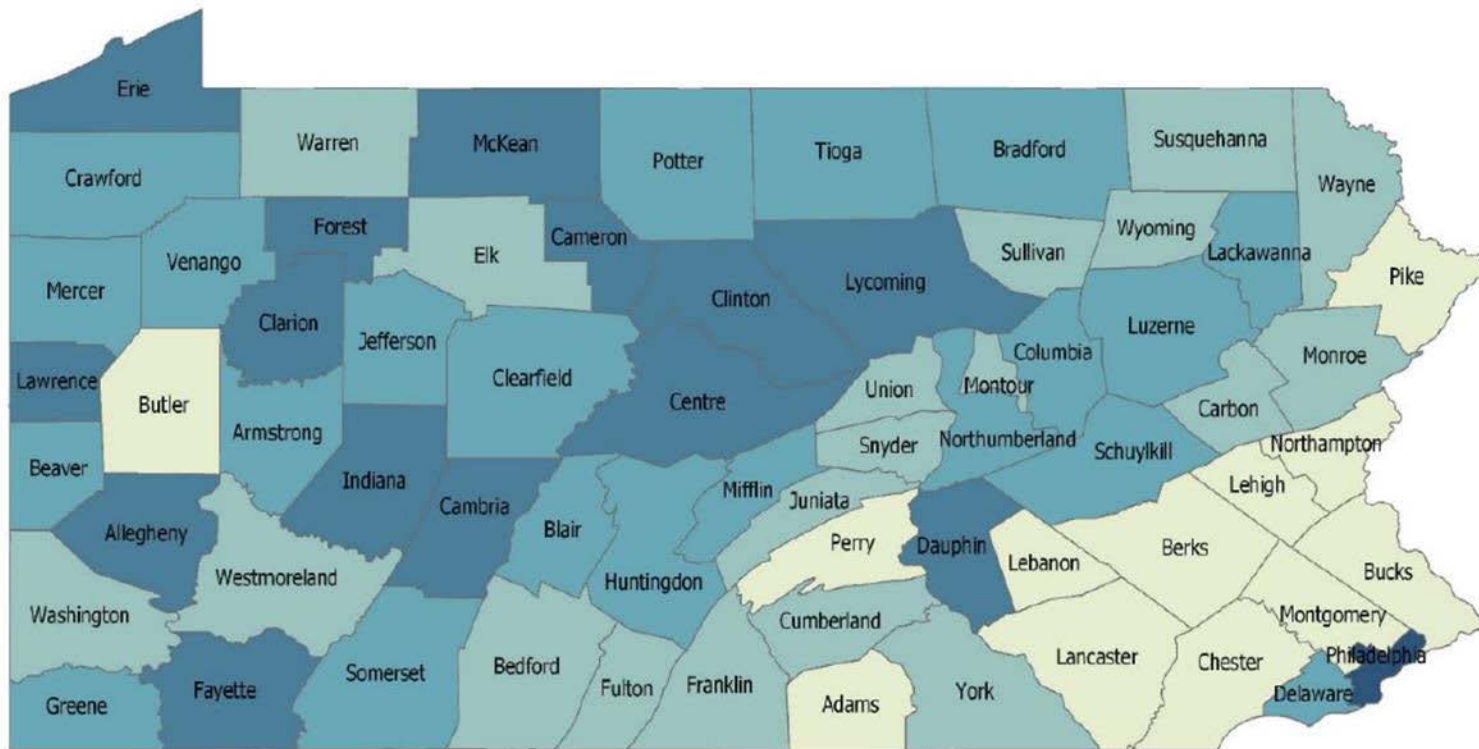 Erie
Warren
McKean
Potter
Tioga
Bradford
Susquehanna
Wayne
Crawford
Forest
Cameron
Elk
Venango
Sullivan
Wyoming
Lackawanna
Pike
Mercer
Clarion
Clinton
Lycoming
Jefferson
Luzerne
Columbia
Monroe
Lawrence
Butler
Clearfield
Centre
Union
Montour
Carbon
Armstrong
Snyder
Northumberland
Schuylkill
Northampton
Beaver
Indiana
Cambria
Mifflin
Juniata
Lehigh
Allegheny
Blair
Perry
Dauphin
Lebanon
Berks
Bucks
Westmoreland
Huntingdon
Washington
Cumberland
Montgomery
Philadelphia
Somerset
Bedford
Fulton
Franklin
Lancaster
Chester
Fayette
Greene
Adams
York
Delaware